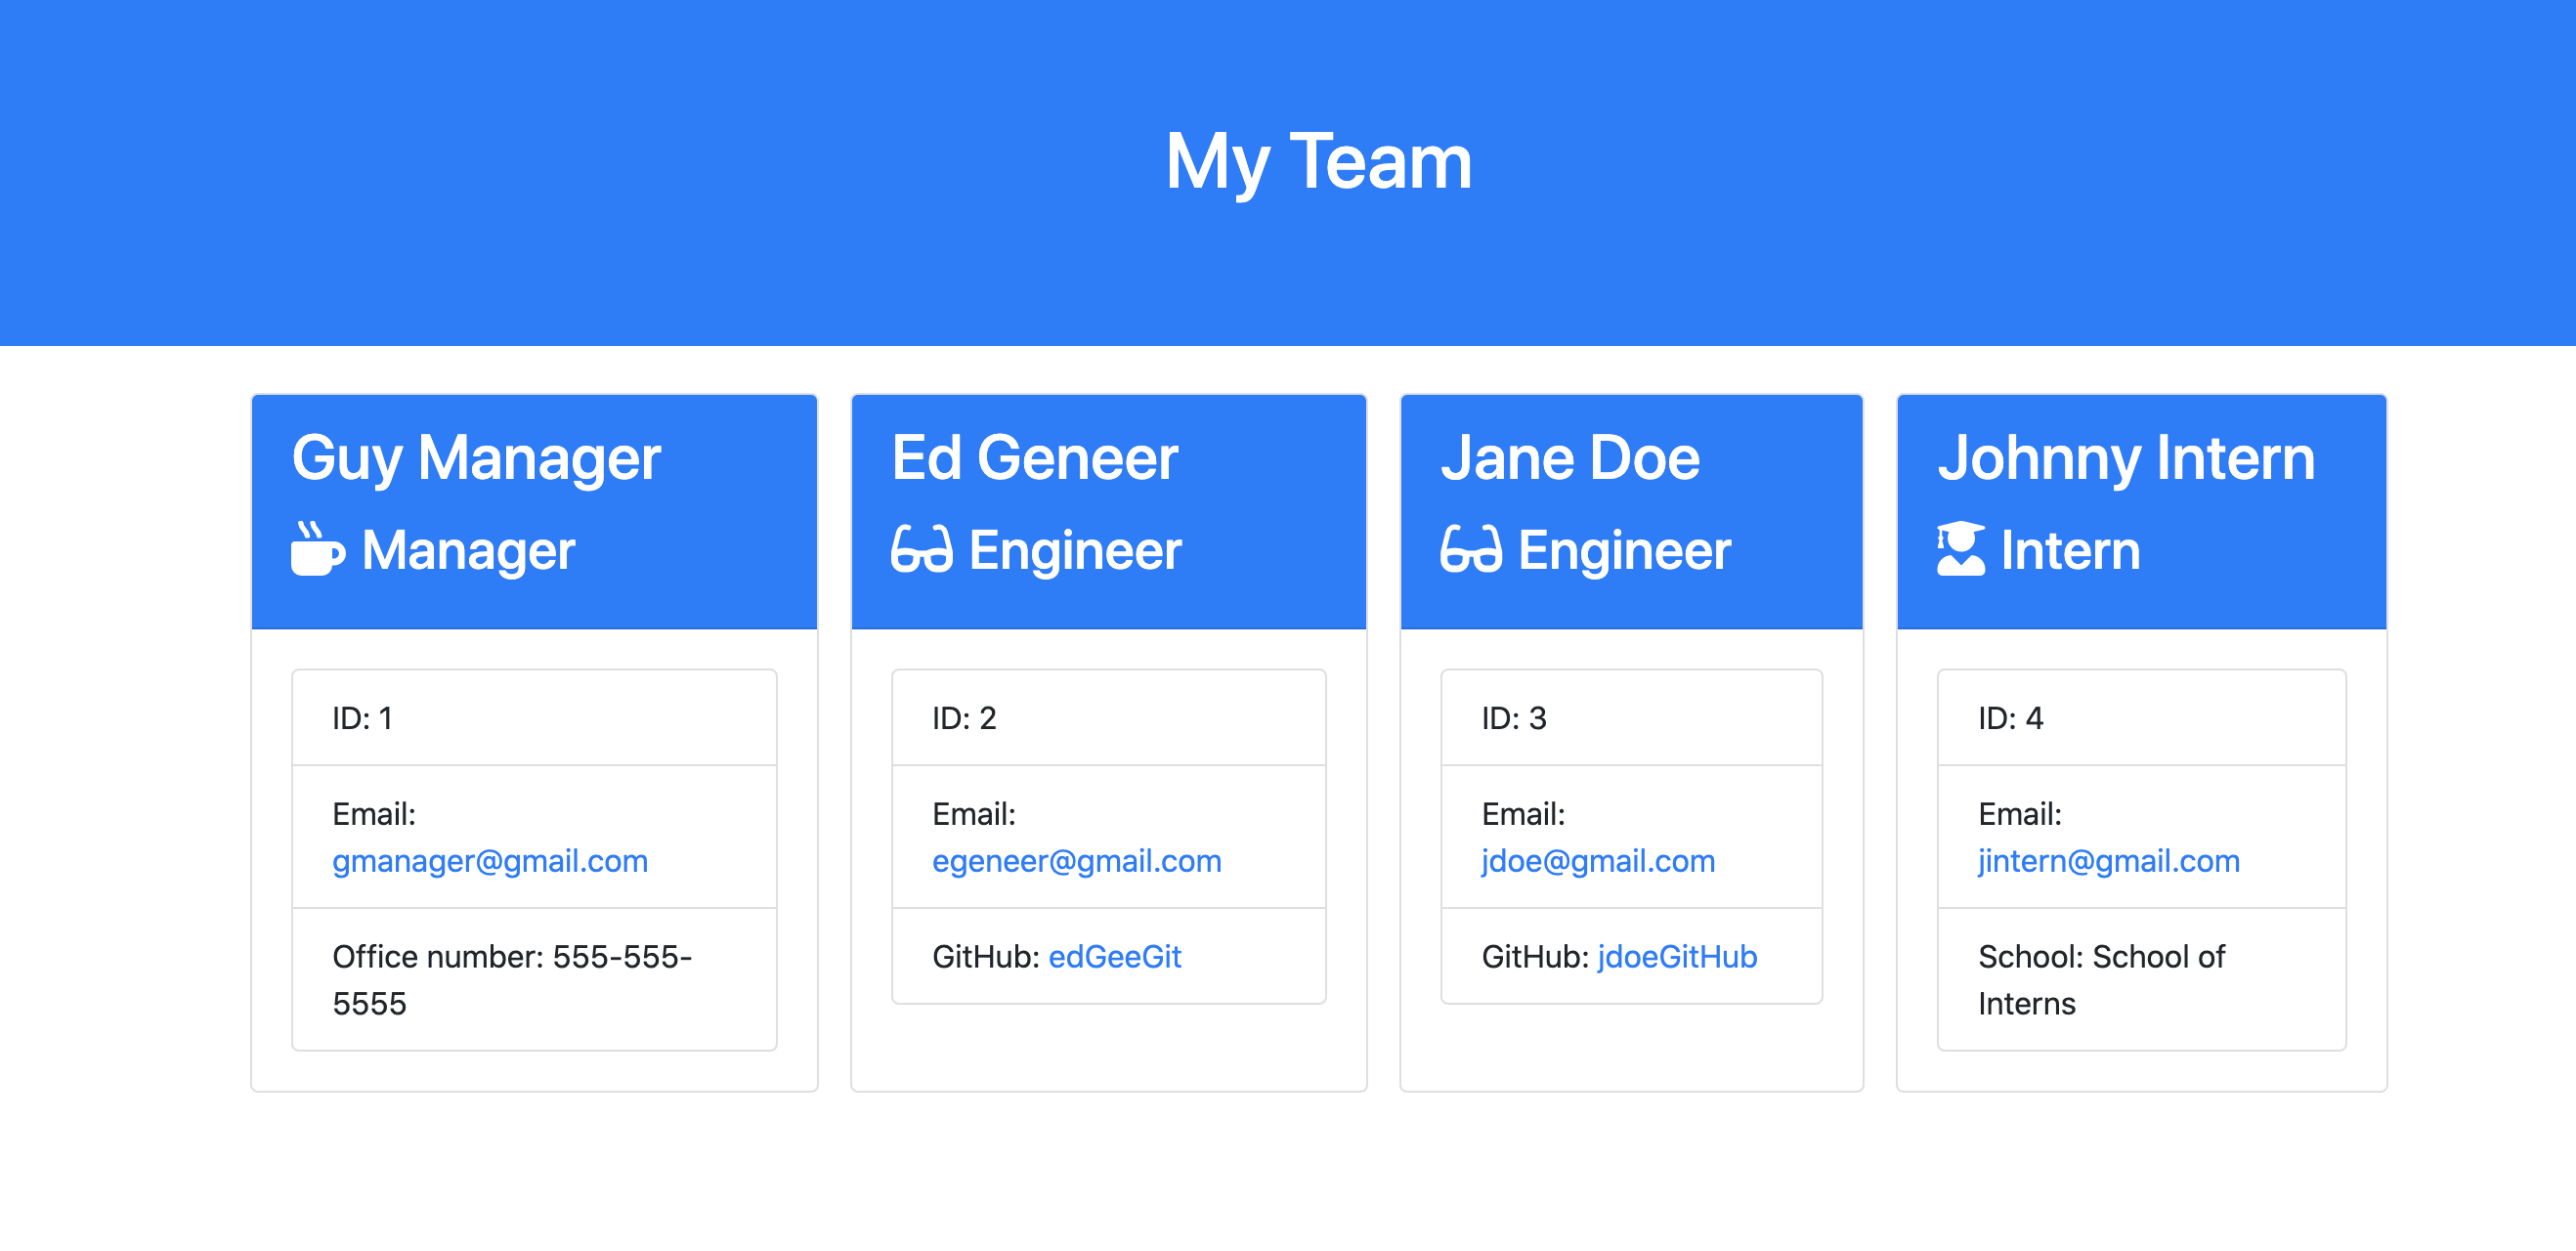 My Team
Guy Manager
Manager
ID: 1
Email:
gmanager@gmail.com
Office number: 555-555-
5555
Ed Geneer
Engineer
ID: 2
Email:
egeneer@gmail.com
GitHub: edGeeGit
Jane Doe
Engineer
ID: 3
Email:
jdoe@gmail.com
GitHub: jdoeGitHub
Johnny Intern
Intern
ID: 4
Email:
jintern@gmail.com
School: School of
Interns